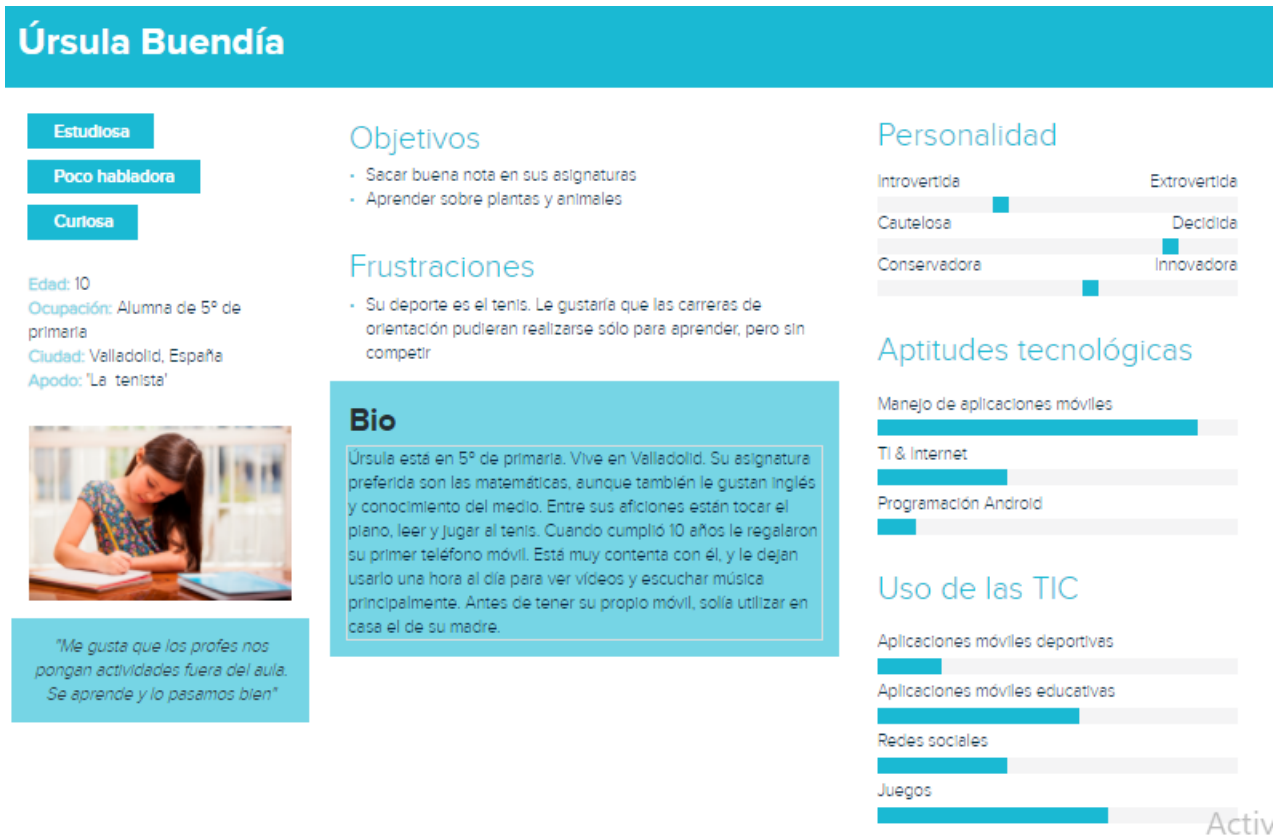 Úrsula Buendía
Estudiosa
Poco habladora
Curiosa
Edad: 10
Ocupación: Alumna de 5º de
primaria
Ciudad: Valladolid, España
Apodo: 'La tenista'
"Me gusta que los profes nos
pongan actividades fuera del aula.
Se aprende y lo pasamos bien"
Objetivos
• Sacar buena nota en sus asignaturas
• Aprender sobre plantas y animales
Frustraciones
• Su deporte es el tenis. Le gustaría que las carreras de
orientación pudieran realizarse sólo para aprender, pero sin
competir
Bio
Úrsula está en 5º de primaria. Vive en Valladolid. Su asignatura
preferida son las matemáticas, aunque también le gustan inglés
y conocimiento del medio. Entre sus aficiones están tocar el
piano, leer y jugar al tenis. Cuando cumplió 10 años le regalaron
su primer teléfono móvil. Está muy contenta con él, y le dejan
usarlo una hora al día para ver vídeos y escuchar música
principalmente. Antes de tener su propio móvil, solía utilizar en
casa el de su madre.
Personalidad
Introvertida Extrovertida
Cautelosa Decidida
Conservadora Innovadora
Aptitudes tecnológicas
Manejo de aplicaciones móviles
TI & Internet
Programación Android
Uso de las TIC
Aplicaciones móviles deportivas
Aplicaciones móviles educativas
Redes sociales
Juegos
Activ